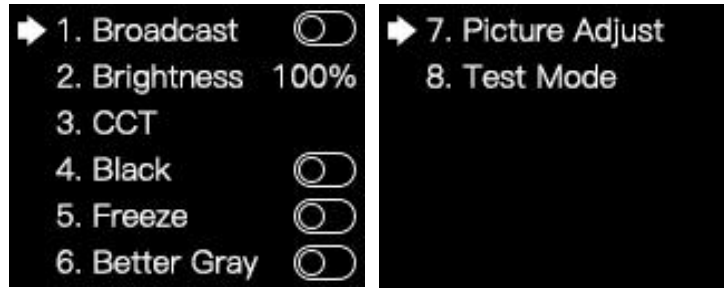 1. Broadcast
2. Brightness 100%
3. CCT
4. Black
5. Freeze
6. Better Gray
7. Picture Adjust
8. Test Mode